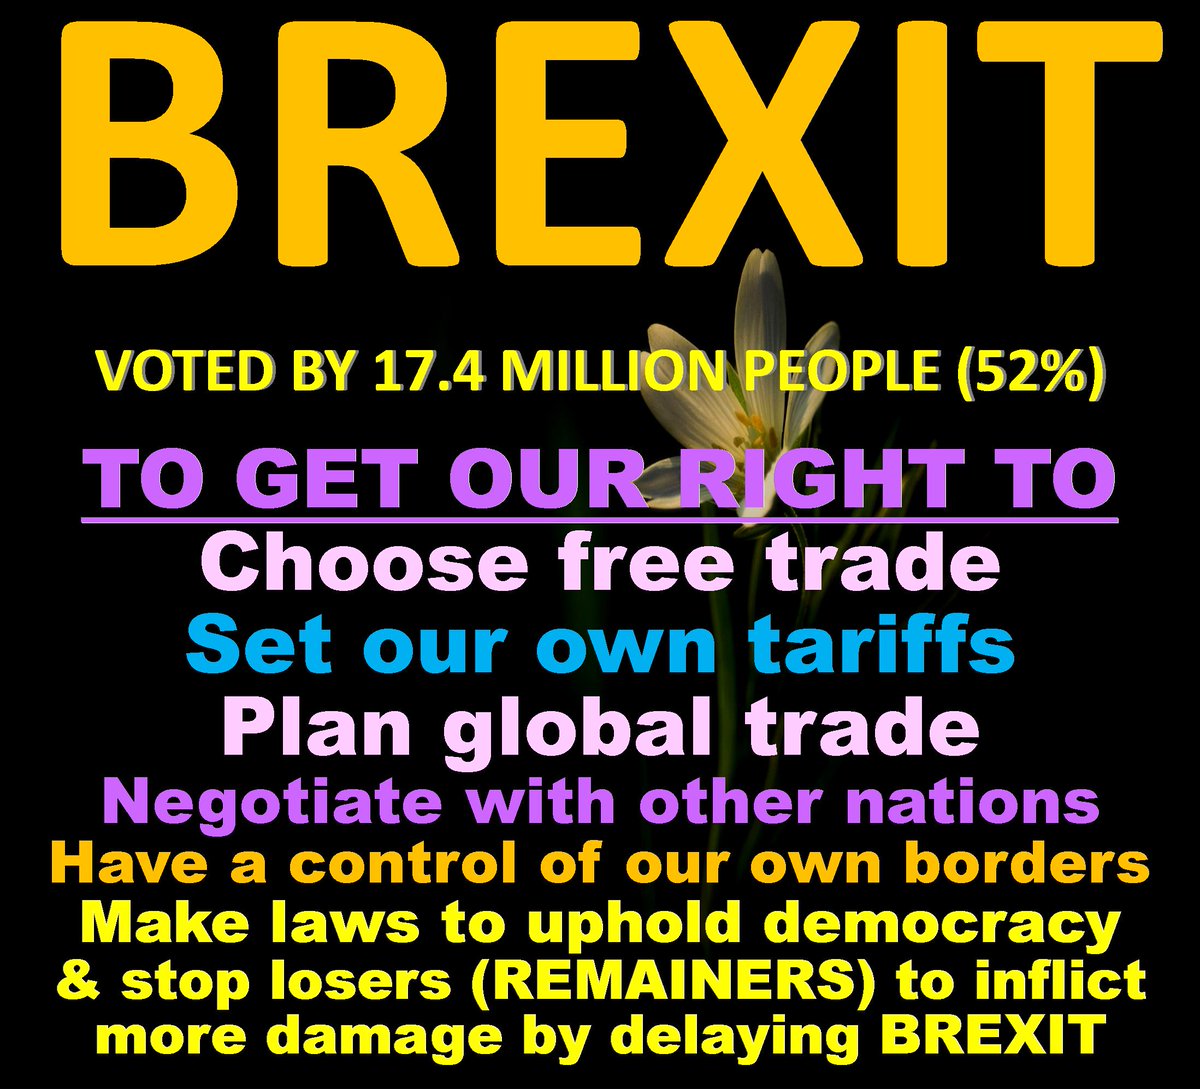 BREXIT
VOTED BY 17.4 MILLION PEOPLE (52%)
TO GET OUR RIGHT TO
Choose free trade
Set our own tariffs
Plan global trade
Negotiate with other nations
Have a control of our own borders
Make laws to uphold democracy
& stop losers (REMAINERS) to inflict
more damage by delaying BREXIT